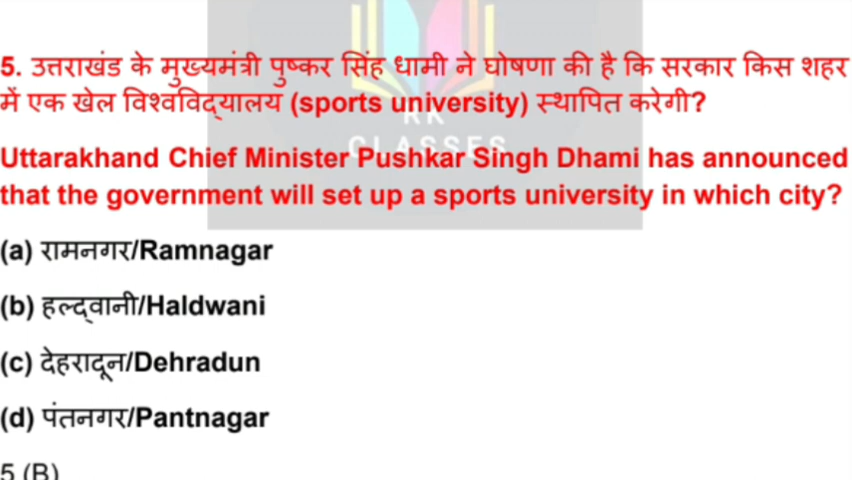 5. उत्तराखंड के मुख्यमंत्री पुष्कर सिंह धामी ने घोषणा की है कि सरकार किस शहर
में एक खेल विश्वविद्यालय (sports university) स्थापित करेगी?
RK
CLASSES
Uttarakhand Chief Minister Pushkar Singh Dhami has announced
that the government will set up a sports university in which city?
(a) रामनगर/Ramnagar
(b) हल्द्वानी/Haldwani
(c) देहरादून/Dehradun
(d) पंतनगर/Pantnagar
5 (B)